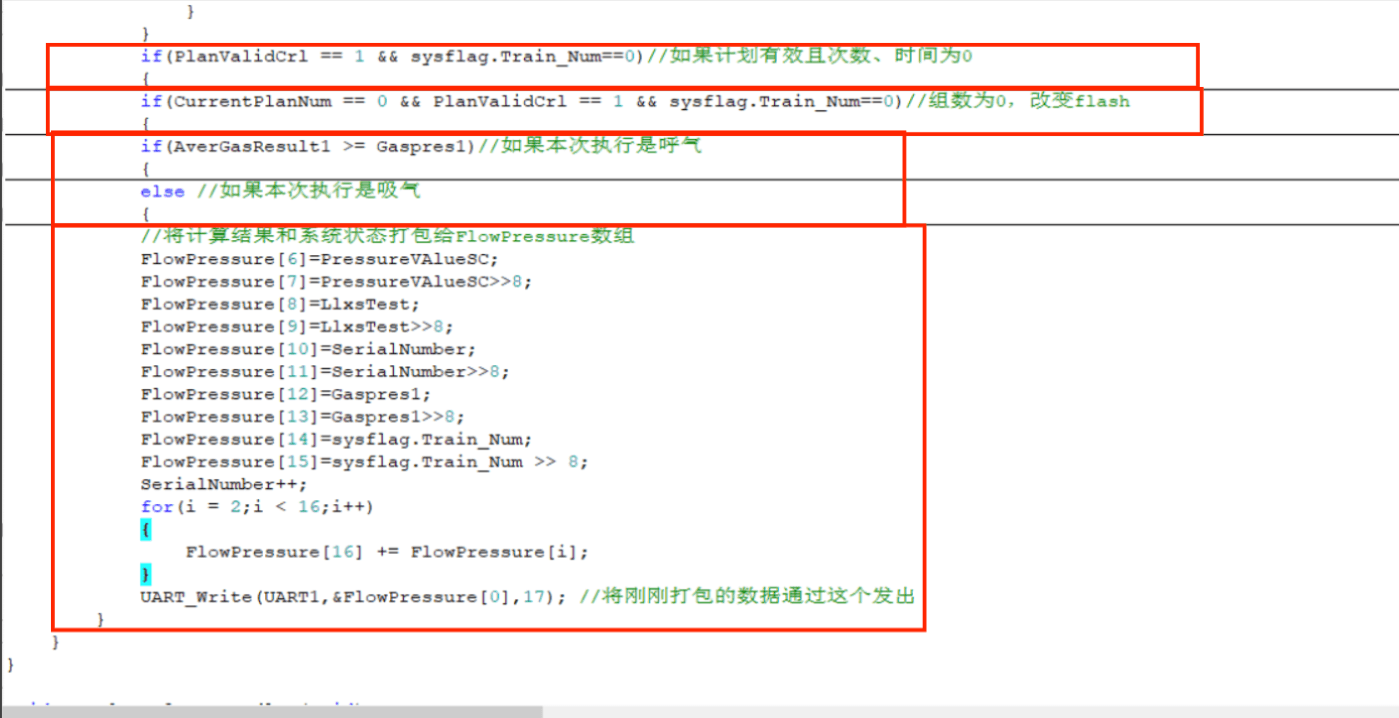 }
}
if(PlanValidCrl == 1 && sysflag.Train_Num==0)//如果计划有效且次数、时间为0
{
if(CurrentPlanNum == 0 && PlanValidCrl == 1 && sysflag.Train_Num==0)//组数为0，改变flash
{
if(AverGasResult1 >= Gaspres1)//如果本次执行是呼气
{
else //如果本次执行是吸气
{
//将计算结果和系统状态打包给FlowPressure数组
FlowPressure[6]=PressureVAlueSC;
FlowPressure[7]=PressureVAlueSC>>8;
FlowPressure[8]=LlxsTest;
FlowPressure[9]=LlxsTest>>8;
FlowPressure[10]=SerialNumber;
FlowPressure[11]=SerialNumber>>8;
FlowPressure[12]=Gaspres1;
FlowPressure[13]=Gaspres1>>8;
FlowPressure[14]=sysflag.Train_Num;
FlowPressure[15]=sysflag.Train_Num >> 8;
SerialNumber++;
for(i = 2;i < 16;i++)
{
FlowPressure[16] += FlowPressure[i];
}
UART_Write(UART1,&FlowPressure[0],17); //将刚刚打包的数据通过这个发出
}
}
}